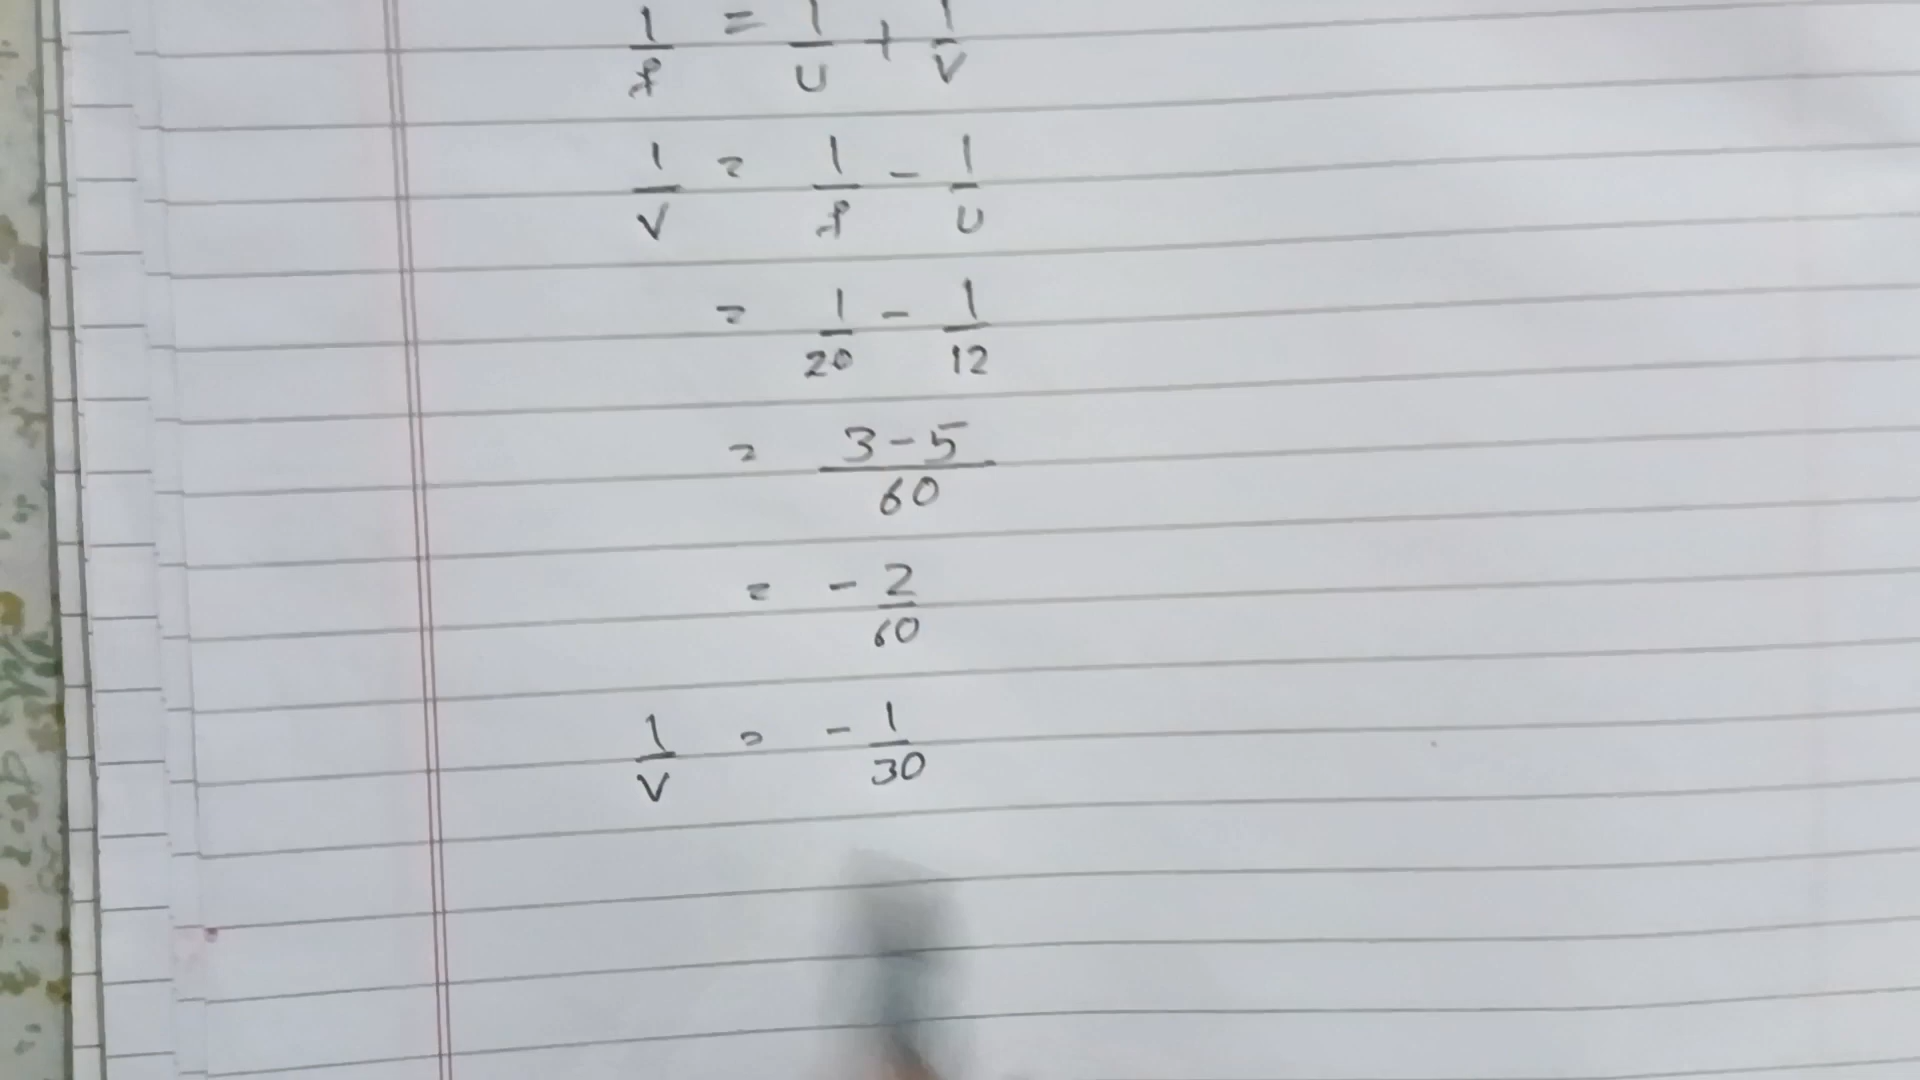 1/f = 1/u + 1/v
1/v = 1/f - 1/u
= 1/20 - 1/12
= 3-5/60
= - 2/60
1/v = - 1/30